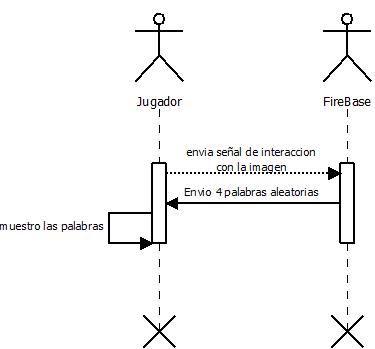 Jugador
FireBase
envia señal de interaccion
con la imagen
Envio 4 palabras aleatorias
muestro las palabras